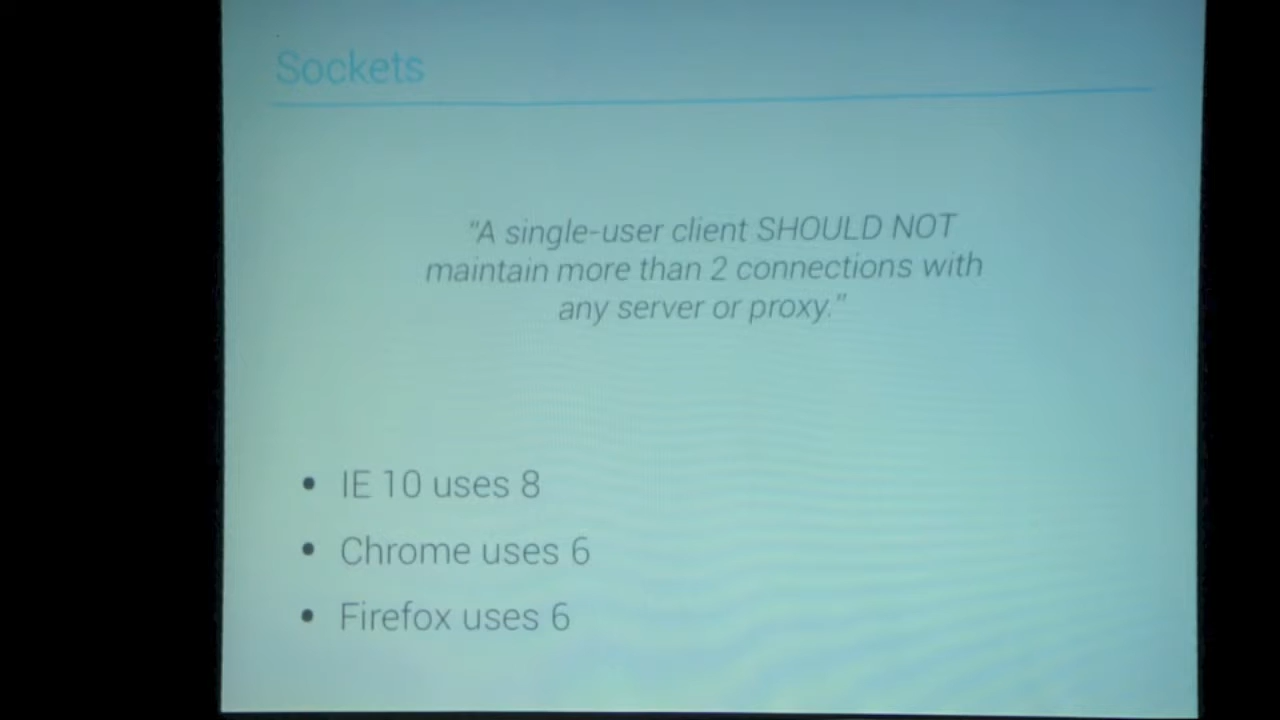 Sockets
"A single-user client SHOULD NOT
maintain more than 2 connections with
any server or proxy."
• IE 10 uses 8
• Chrome uses 6
• Firefox uses 6